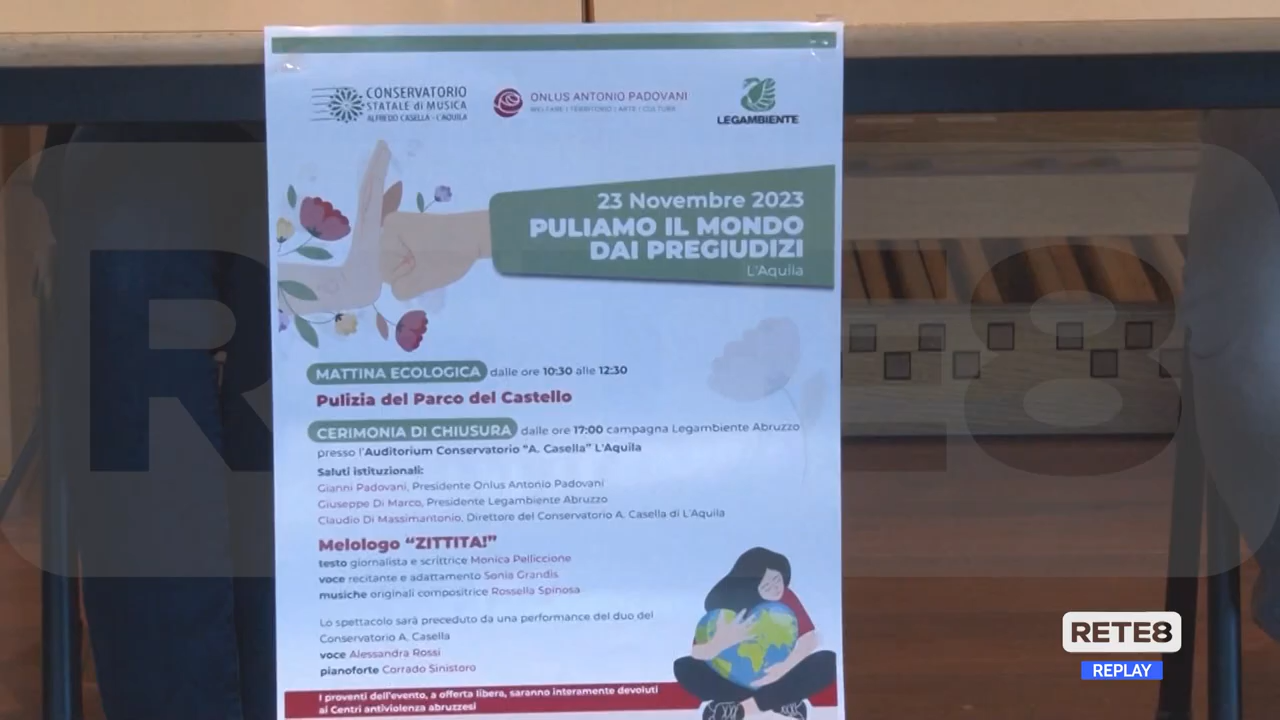 CONSERVATORIO
STATALE di MUSICA
ALFREDO CASELLA - L'AQUILA
ONLUS ANTONIO PADOVANI
WELFARE | TERRITORIO | ARTE | CULTURA
LEGAMBIENTE
23 Novembre 2023
PULIAMO IL MONDO
DAI PREGIUDIZI
L'Aquila
MATTINA ECOLOGICA dalle ore 10:30 alle 12:30
Pulizia del Parco del Castello
CERIMONIA DI CHIUSURA dalle ore 17:00 campagna Legambiente Abruzzo
presso l'Auditorium Conservatorio "A. Casella" L'Aquila
Saluti istituzionali:
Gianni Padovani, Presidente Onlus Antonio Padovani
Giuseppe Di Marco, Presidente Legambiente Abruzzo
Claudio Di Massimantonio, Direttore del Conservatorio A. Casella di L'Aquila
Melologo "ZITTITA!"
testo giornalista e scrittrice Monica Pelliccione
voce recitante e adattamento Sonia Grandis
musiche originali compositrice Rossella Spinosa
Lo spettacolo sarà preceduto da una performance del duo del
Conservatorio A. Casella
voce Alessandra Rossi
pianoforte Corrado Sinistoro
I proventi dell'evento, a offerta libera, saranno interamente devoluti
ai Centri antiviolenza abruzzesi
RETE8
REPLAY